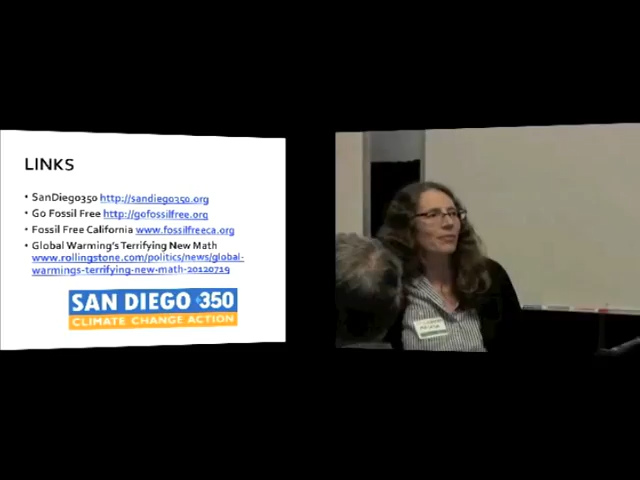 LINKS
• SanDiego350 http://sandiego350.org
• Go Fossil Free http://gofossilfree.org
• Fossil Free California www.fossilfreeca.org
• Global Warming's Terrifying New Math
www.rollingstone.com/politics/news/global-
warmings-terrifying-new-math-20120719
SAN DIEGO 350
CLIMATE CHANGE ACTION